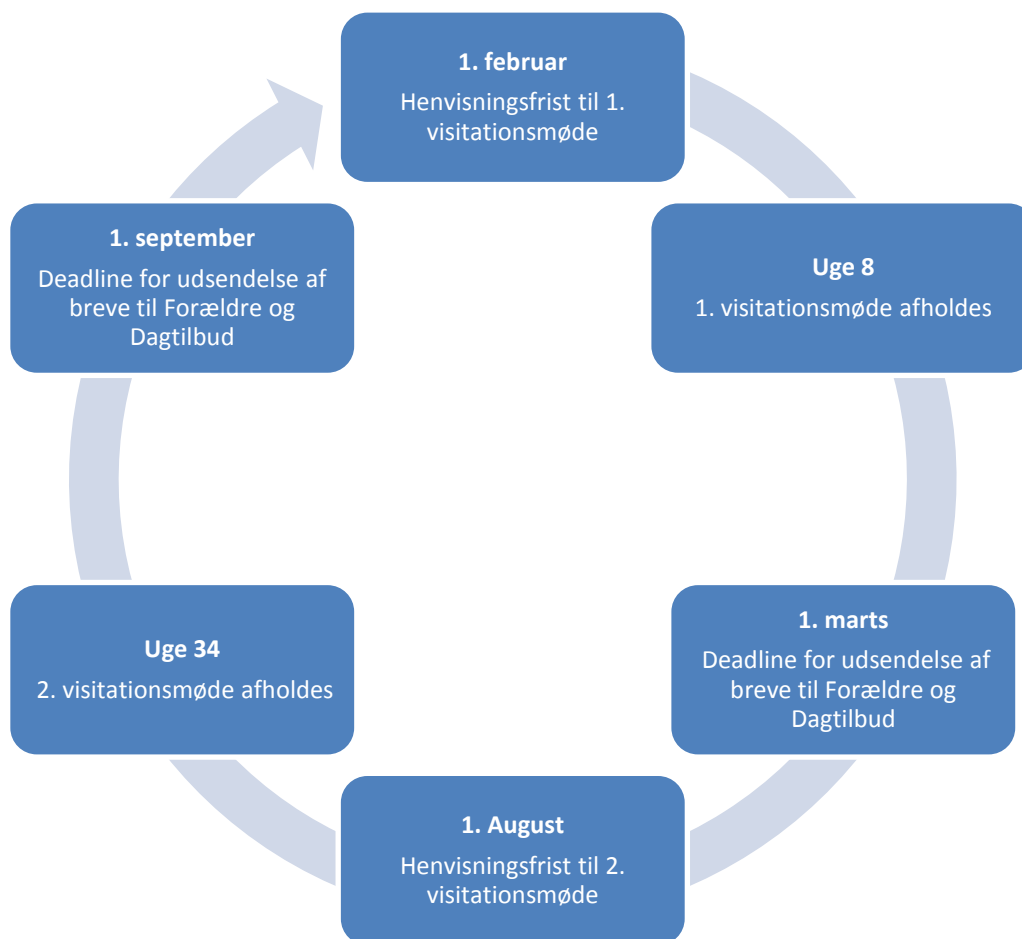 1. februar
Henvisningsfrist til 1.
visitationsmøde
Uge 8
1. visitationsmøde afholdes
1. marts
Deadline for udsendelse af
breve til Forældre og
Dagtilbud
1. August
Henvisningsfrist til 2.
visitationsmøde
Uge 34
2. visitationsmøde afholdes
1. september
Deadline for udsendelse af
breve til Forældre og
Dagtilbud